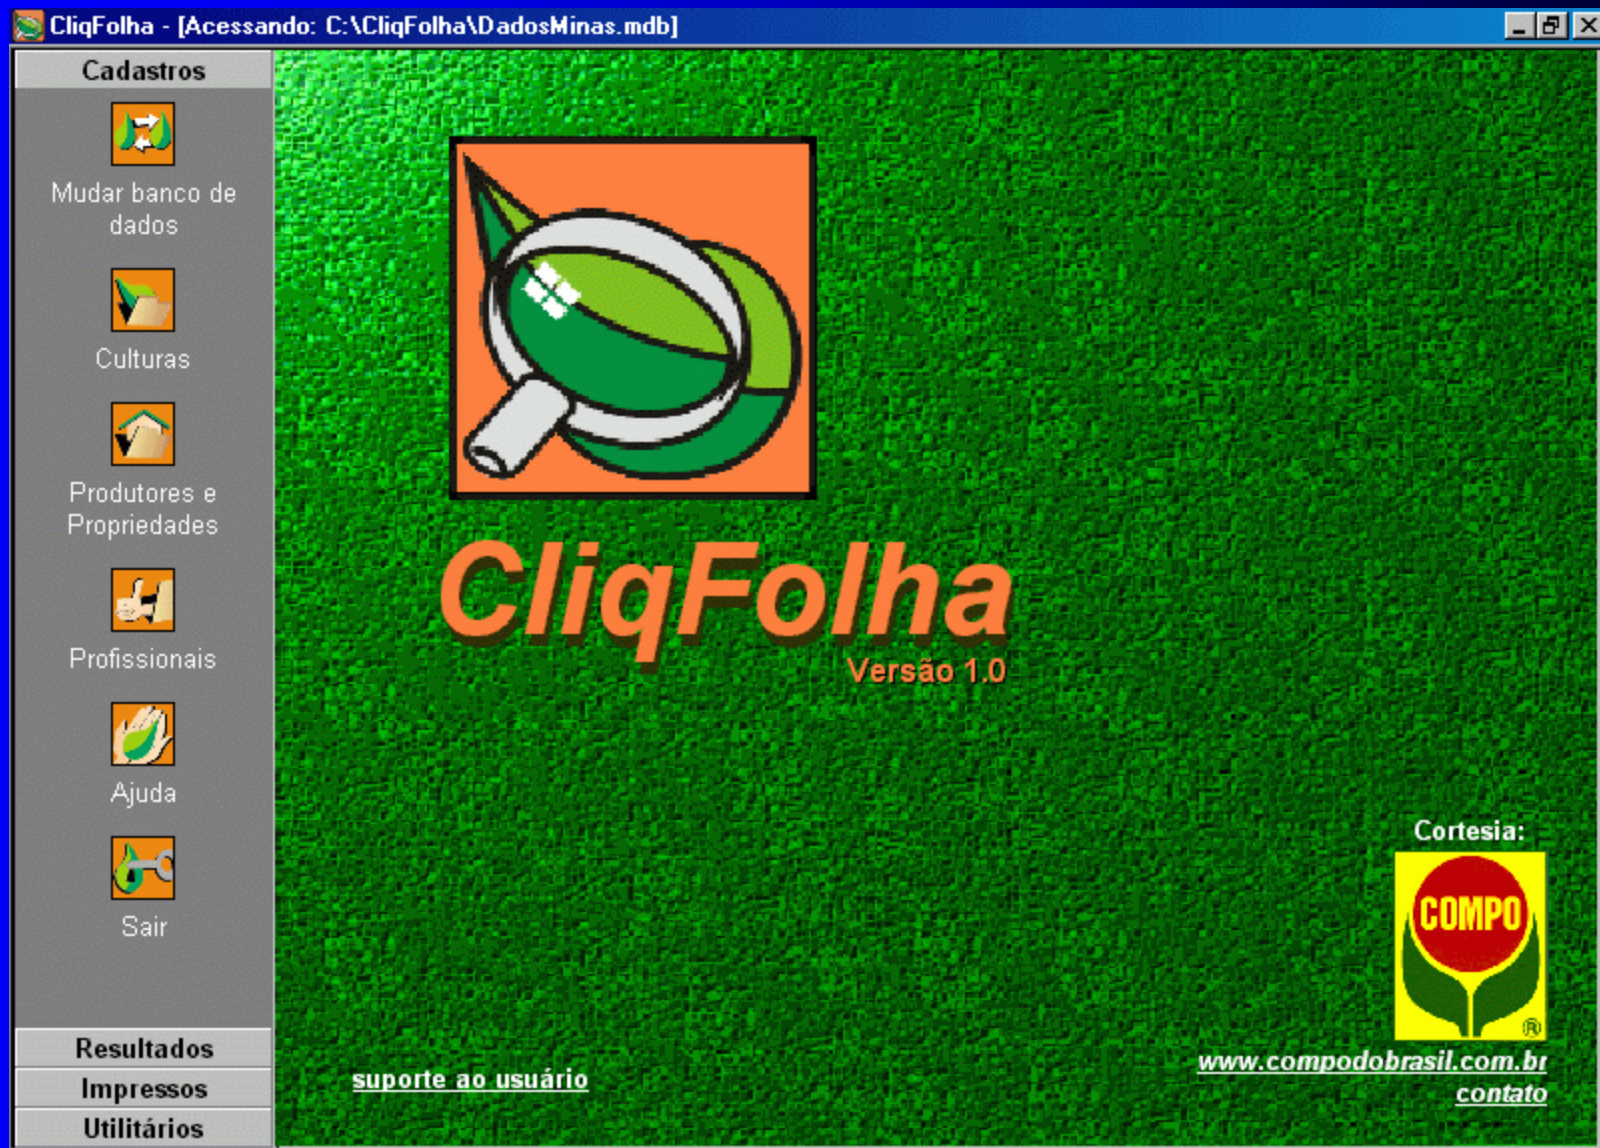 CliqFolha - [Acessando: C:\CliqFolha\DadosMinas.mdb]
Cadastros
Mudar banco de
dados
Culturas
Produtores e
Propriedades
Profissionais
Ajuda
Sair
Resultados
Impressos
Utilitários
CliqFolha
Versão 1.0
suporte ao usuário
Cortesia:
COMPO
®
www.compodobrasil.com.br
contato